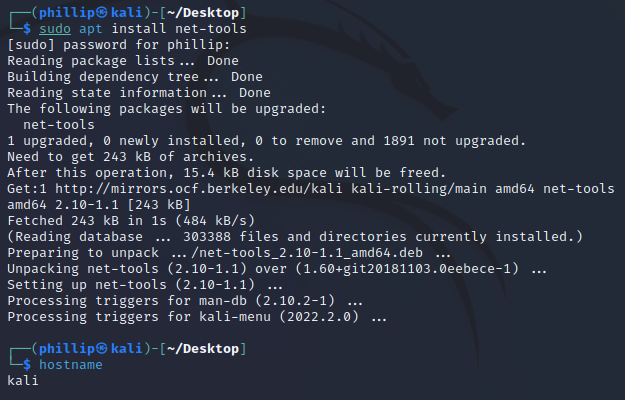 ┌──(phillip㉿kali)-[~/Desktop]
└─$ sudo apt install net-tools
[sudo] password for phillip:
Reading package lists... Done
Building dependency tree... Done
Reading state information... Done
The following packages will be upgraded:
  net-tools
1 upgraded, 0 newly installed, 0 to remove and 1891 not upgraded.
Need to get 243 kB of archives.
After this operation, 15.4 kB disk space will be freed.
Get:1 http://mirrors.ocf.berkeley.edu/kali kali-rolling/main amd64 net-tools
amd64 2.10-1.1 [243 kB]
Fetched 243 kB in 1s (484 kB/s)
(Reading database ... 303388 files and directories currently installed.)
Preparing to unpack .../net-tools_2.10-1.1_amd64.deb ...
Unpacking net-tools (2.10-1.1) over (1.60+git20181103.0eebece-1) ...
Setting up net-tools (2.10-1.1) ...
Processing triggers for man-db (2.10.2-1) ...
Processing triggers for kali-menu (2022.2.0) ...
┌──(phillip㉿kali)-[~/Desktop]
└─$ hostname
kali